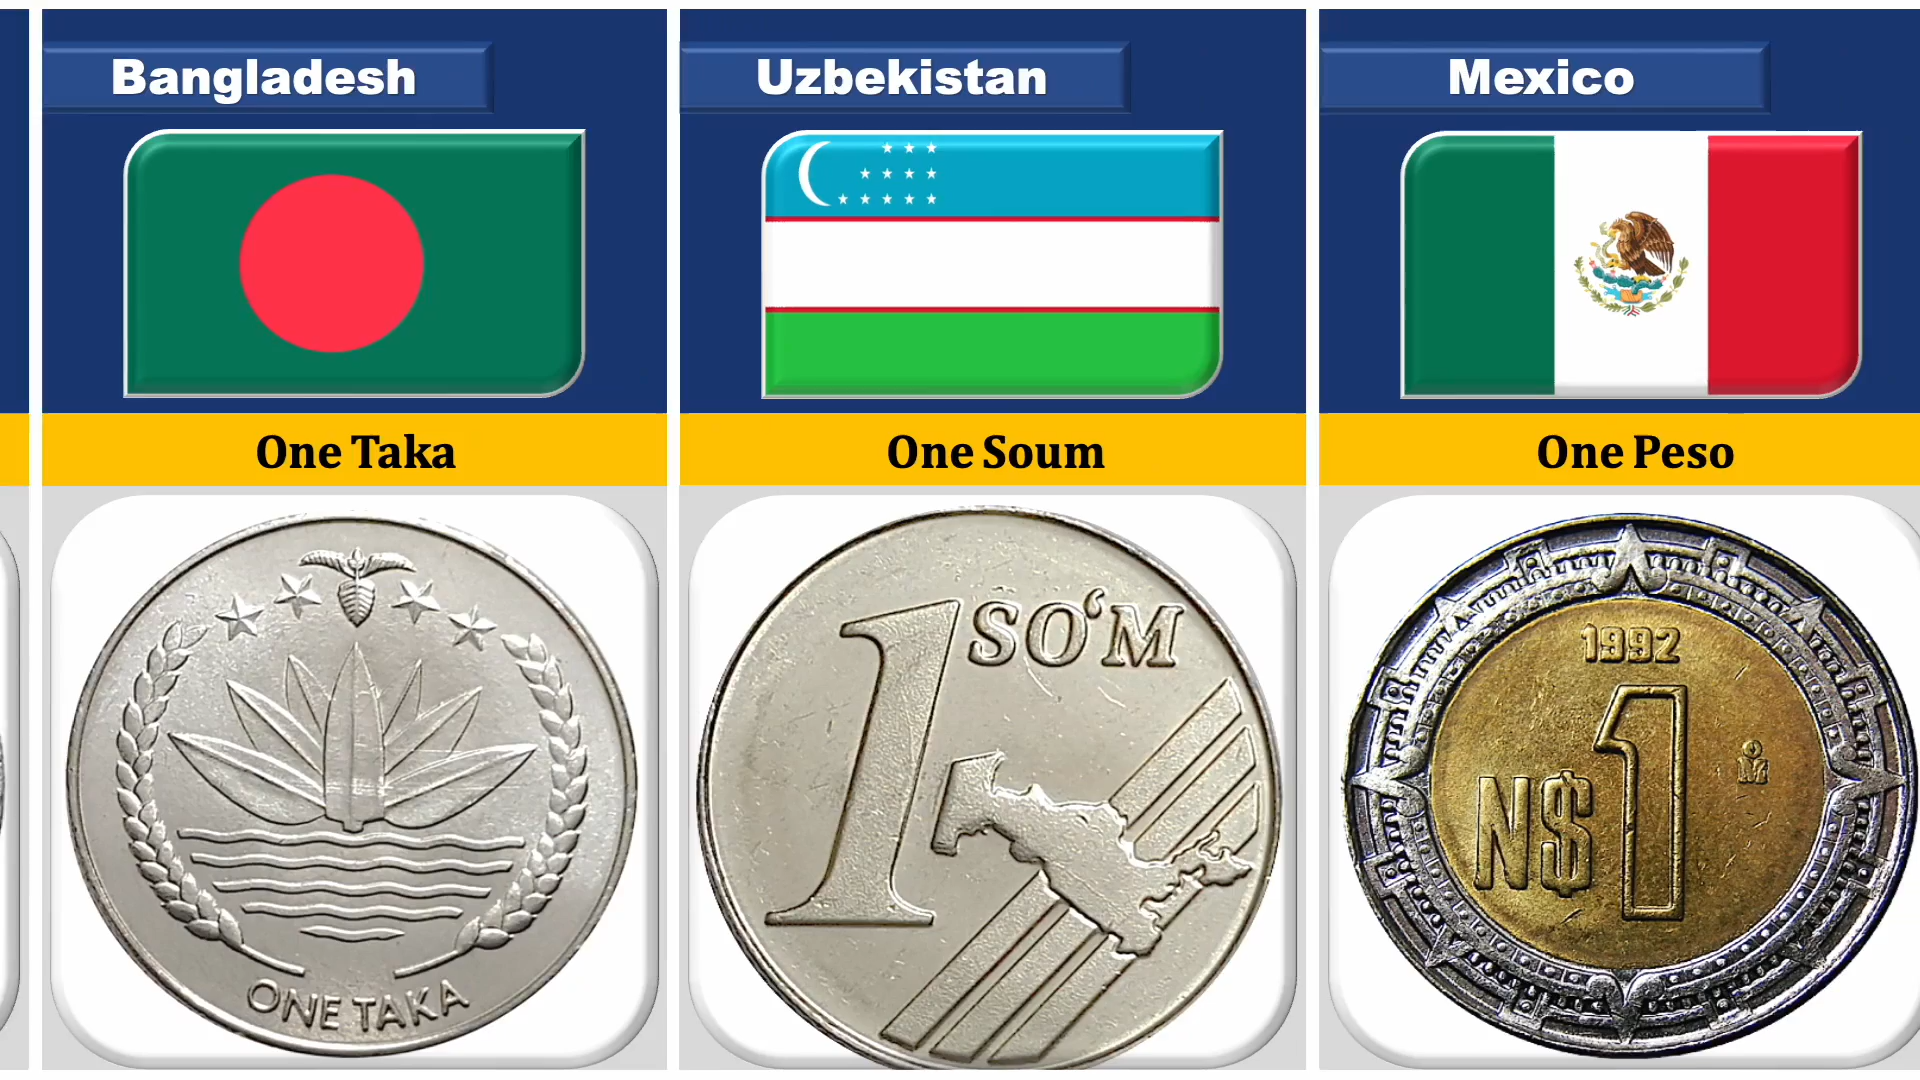 Bangladesh
One Taka
ONE TAKA
Uzbekistan
One Soum
1 SO‘M
Mexico
One Peso
1992
N$1
M